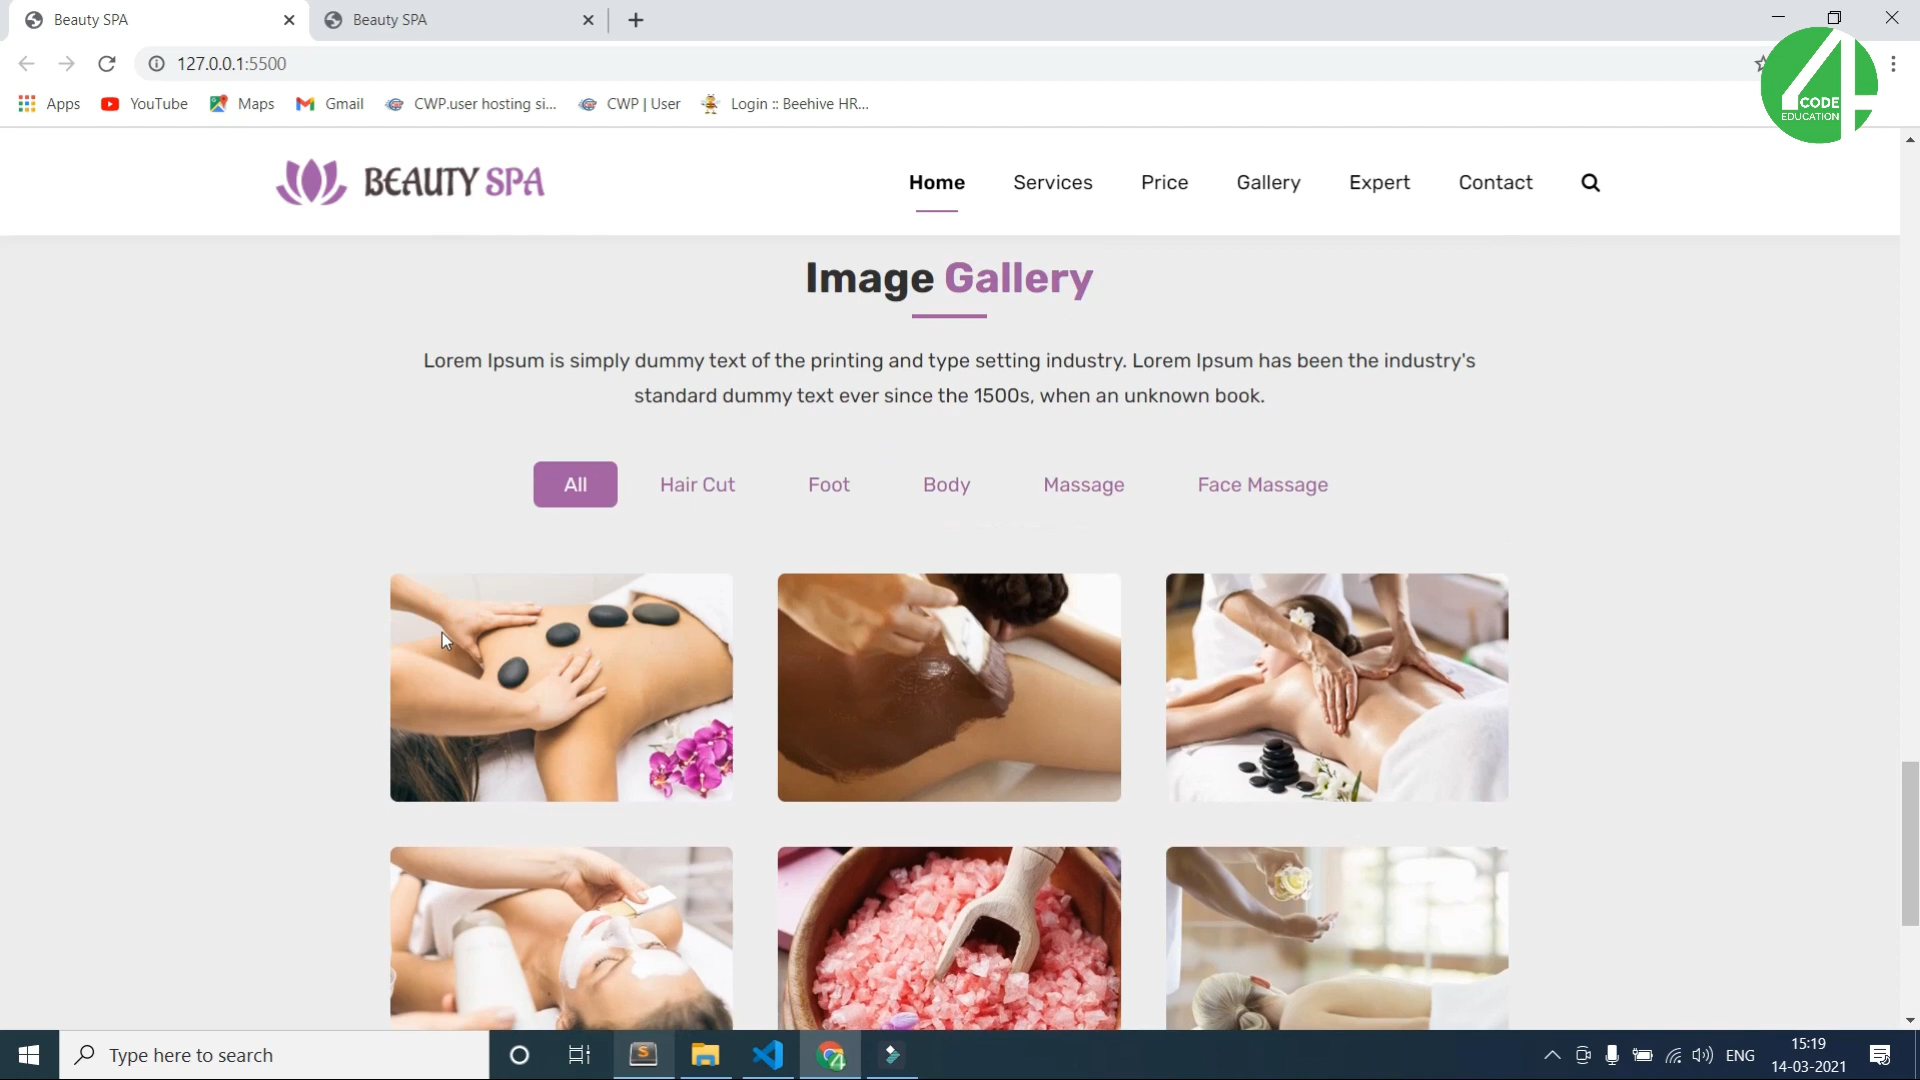 Beauty SPA
Beauty SPA
127.0.0.1:5500
Apps
YouTube
Maps
Gmail
CWP.user hosting si...
CWP | User
Login :: Beehive HR...
4
CODE
EDUCATION
BEAUTY SPA
Home
Services
Price
Gallery
Expert
Contact
Image Gallery
Lorem Ipsum is simply dummy text of the printing and type setting industry. Lorem Ipsum has been the industry's
standard dummy text ever since the 1500s, when an unknown book.
All
Hair Cut
Foot
Body
Massage
Face Massage
Type here to search
ENG
15:19
14-03-2021